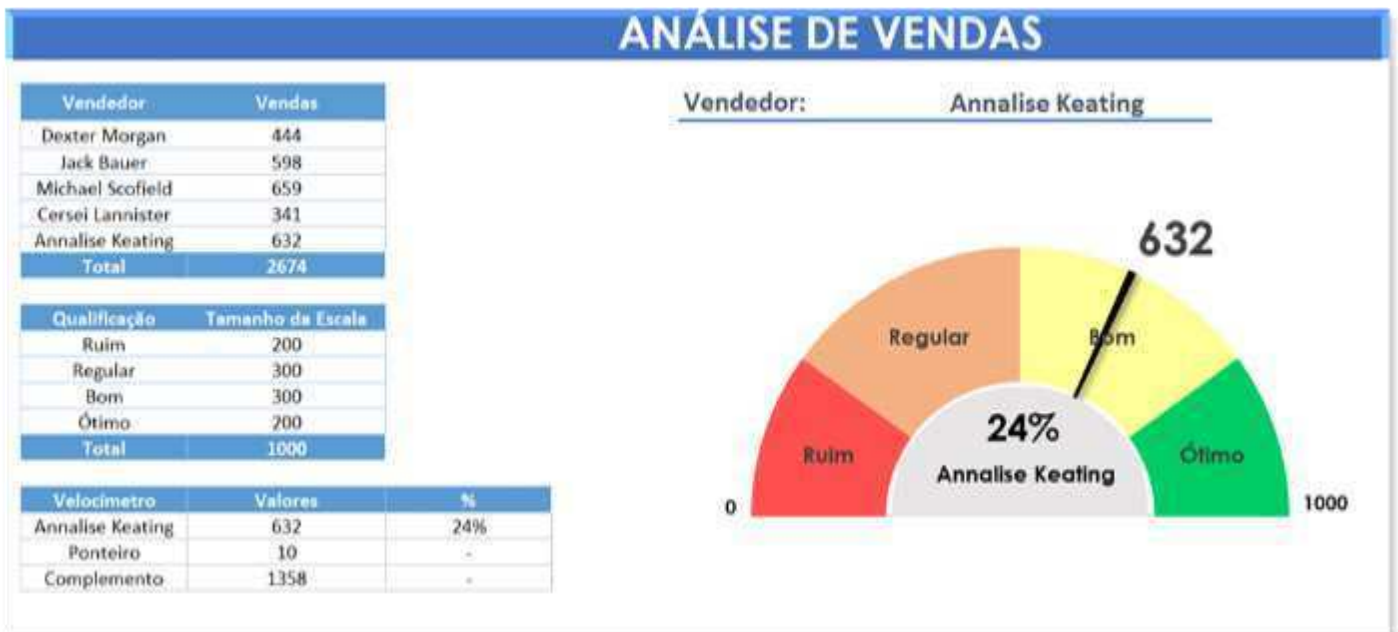 ANÁLISE DE VENDAS
Vendedor Vendas
Dexter Morgan 444
Jack Bauer 598
Michael Scofield 659
Cersei Lannister 341
Annalise Keating 632
Total 2674
Qualificação Tamanho da Escala
Ruim 200
Regular 300
Bom 300
Ótimo 200
Total 1000
Velocímetro Valores %
Annalise Keating 632 24%
Ponteiro 10 -
Complemento 1358 -
Vendedor: Annalise Keating
632
Regular Bom
24%
Ruim Ótimo
Annalise Keating
0 1000